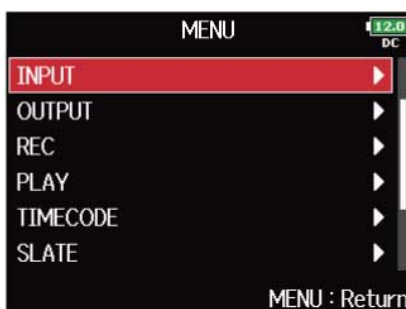 MENU
12.0
DC
INPUT
OUTPUT
REC
PLAY
TIMECODE
SLATE
MENU : Return